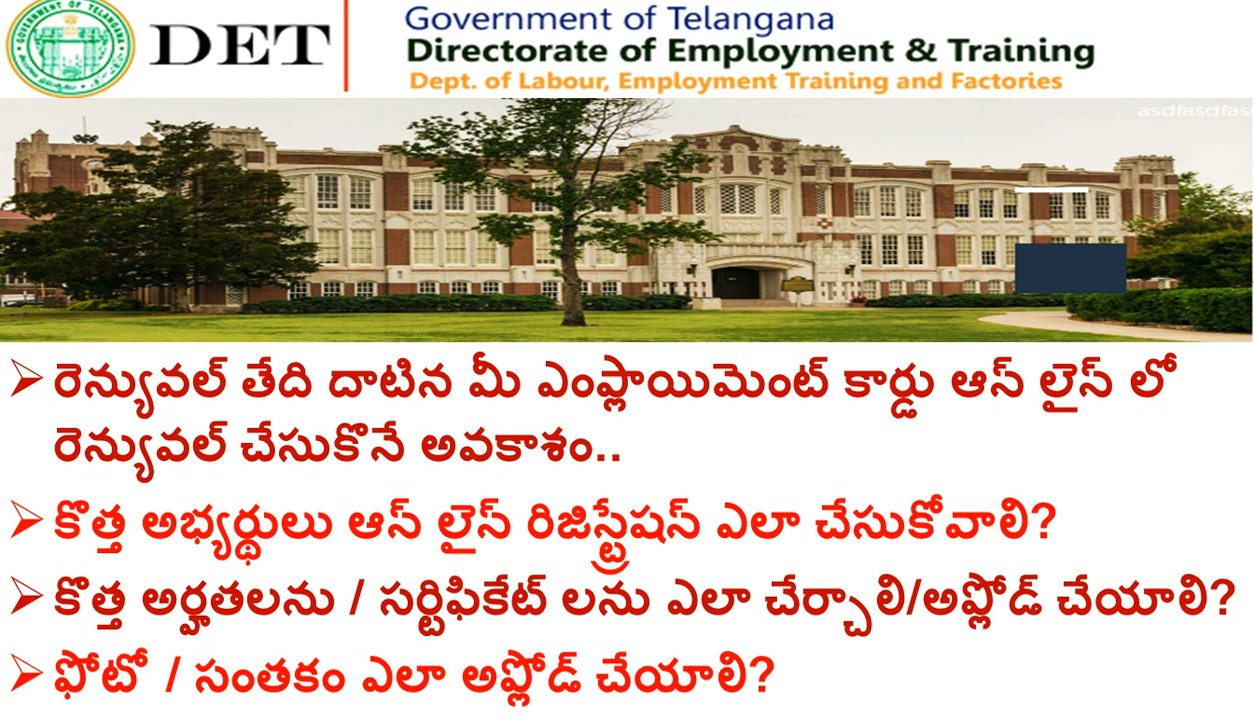 DET
Government of Telangana
Directorate of Employment & Training
Dept. of Labour, Employment Training and Factories
asdfasdfas
➢ రెన్యువల్ తేది దాటిన మీ ఎంప్లాయిమెంట్ కార్డు ఆన్ లైన్ లో
రెన్యువల్ చేసుకొనే అవకాశం..
➢ కొత్త అభ్యర్థులు ఆన్ లైన్ రిజిస్ట్రేషన్ ఎలా చేసుకోవాలి?
➢ కొత్త అర్హతలను / సర్టిఫికేట్ లను ఎలా చేర్చాలి/అప్లోడ్ చేయాలి?
➢ ఫోటో / సంతకం ఎలా అప్లోడ్ చేయాలి?